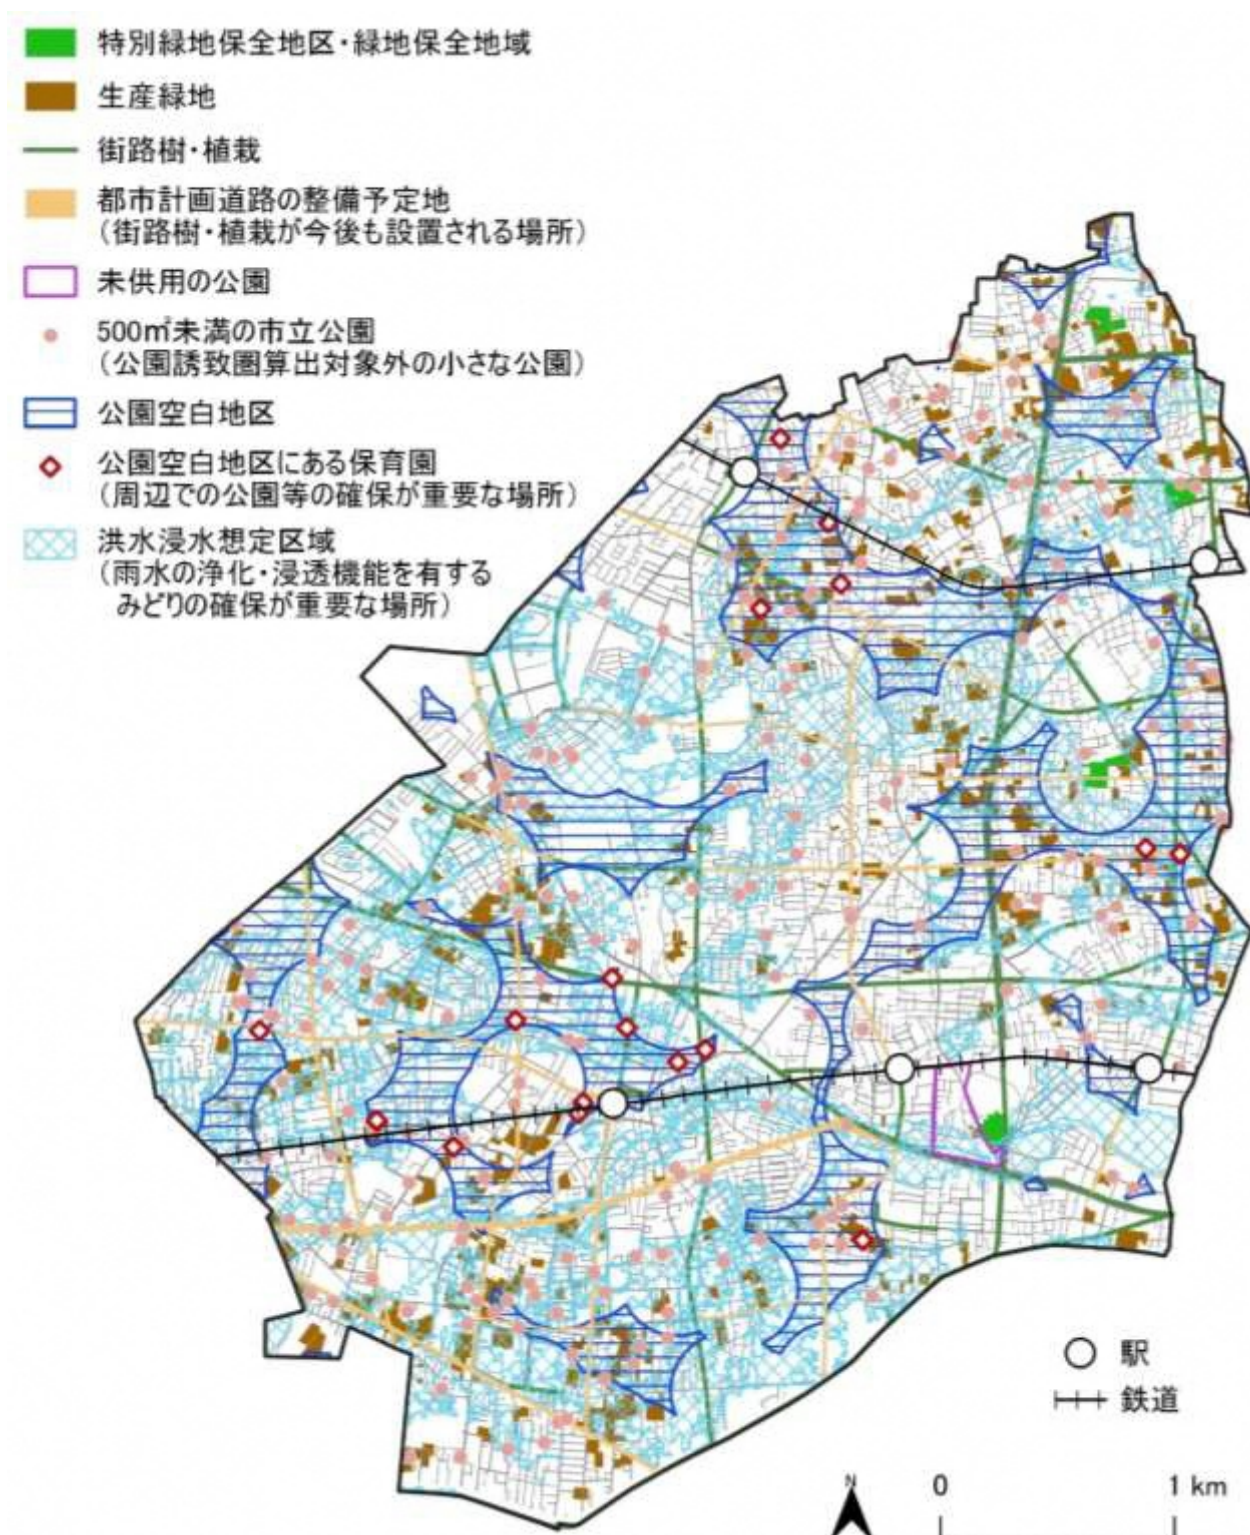 特別緑地保全地区・緑地保全地域
生産緑地
街路樹・植栽
都市計画道路の整備予定地
（街路樹・植栽が今後も設置される場所）
未供用の公園
500㎡未満の市立公園
（公園誘致圏算出対象外の小さな公園）
公園空白地区
公園空白地区にある保育園
（周辺での公園等の確保が重要な場所）
洪水浸水想定区域
（雨水の浄化・浸透機能を有する
みどりの確保が重要な場所）
駅
鉄道
N
0
1 km